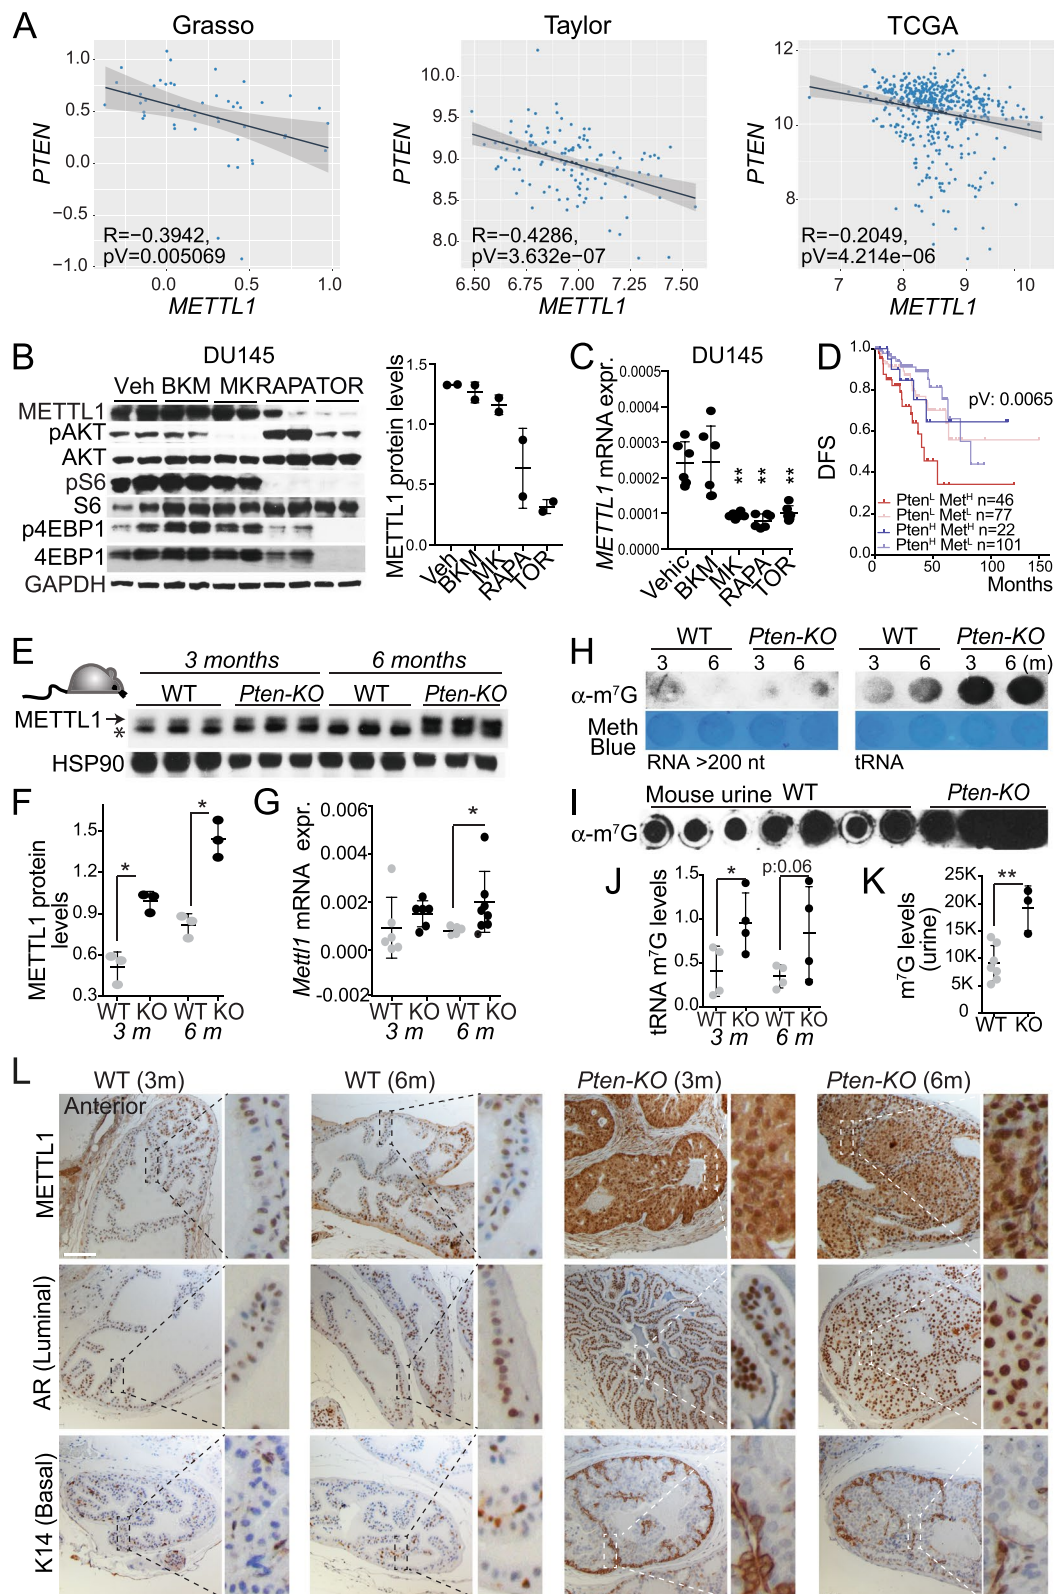 A
Grasso
Taylor
TCGA
PTEN
1.0
0.5
0.0
−0.5
−1.0
R=−0.3942,
pV=0.005069
0.0 0.5 1.0
METTL1
PTEN
10.0
9.5
9.0
8.5
8.0
R=−0.4286,
pV=3.632e−07
6.50 6.75 7.00 7.25 7.50
METTL1
PTEN
12
10
8
R=−0.2049,
pV=4.214e−06
7 8 9 10
METTL1
B
DU145
Veh BKM MK RAPA TOR
METTL1
pAKT
AKT
pS6
S6
p4EBP1
4EBP1
GAPDH
METTL1 protein levels
1.5
1.0
0.5
0.0
Veh
BKM
MK
RAPA
TOR
C
DU145
METTL1 mRNA expr.
0.0005
0.0004
0.0003
0.0002
0.0001
0.0000
** ** **
Vehic
BKM
MK
RAPA
TOR
D
DFS
1.0
0.8
0.6
0.4
0.2
0.0
pV: 0.0065
Pten^L Met^H n=46
Pten^L Met^L n=77
Pten^H Met^H n=22
Pten^H Met^L n=101
0 50 100 150
Months
E
3 months 6 months
WT Pten-KO WT Pten-KO
METTL1→
*
HSP90
F
METTL1 protein
levels
1.5
1.2
0.9
0.6
0.3
*
*
WT KO WT KO
3 m 6 m
G
Mettl1 mRNA expr.
0.006
0.004
0.002
0.000
-0.002
*
WT KO WT KO
3 m 6 m
H
WT Pten-KO WT Pten-KO
3 6 3 6 3 6 3 6 (m)
α-m⁷G
Meth
Blue
RNA >200 nt
tRNA
I
Mouse urine WT Pten-KO
α-m⁷G
J
tRNA m⁷G levels
1.5
1.0
0.5
0.0
*
p:0.06
WT KO WT KO
3 m 6 m
K
m⁷G levels
(urine)
25K
20K
15K
10K
5K
0
**
WT KO
L
WT (3m) WT (6m) Pten-KO (3m) Pten-KO (6m)
Anterior
METTL1
AR (Luminal)
K14 (Basal)